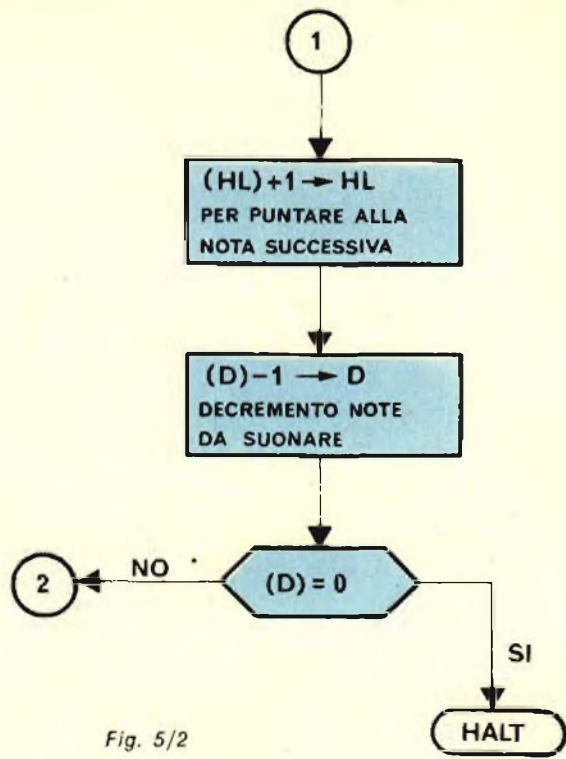 1
(HL)+1 → HL
PER PUNTARE ALLA
NOTA SUCCESSIVA
(D)-1 → D
DECREMENTO NOTE
DA SUONARE
2
NO
(D) = 0
SI
HALT
Fig. 5/2